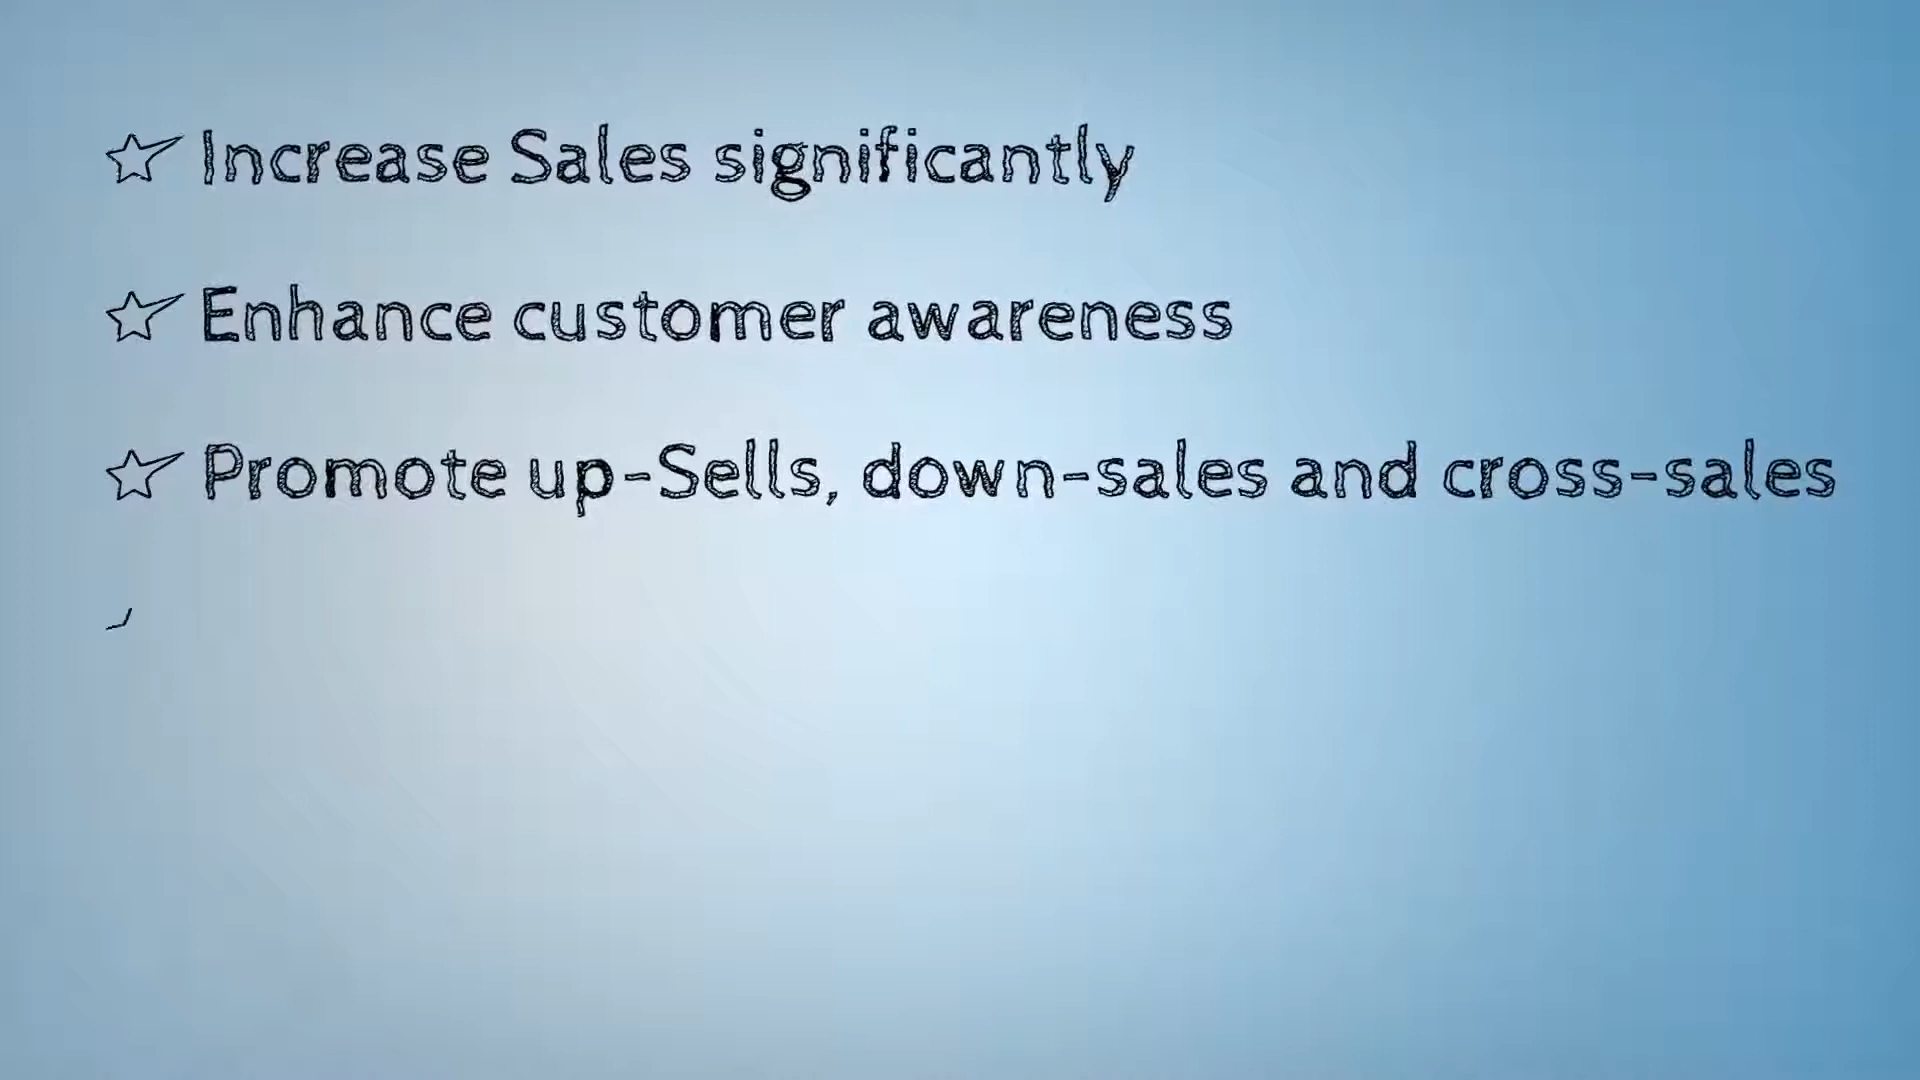 Increase Sales significantly
Enhance customer awareness
Promote up-Sells, down-sales and cross-sales